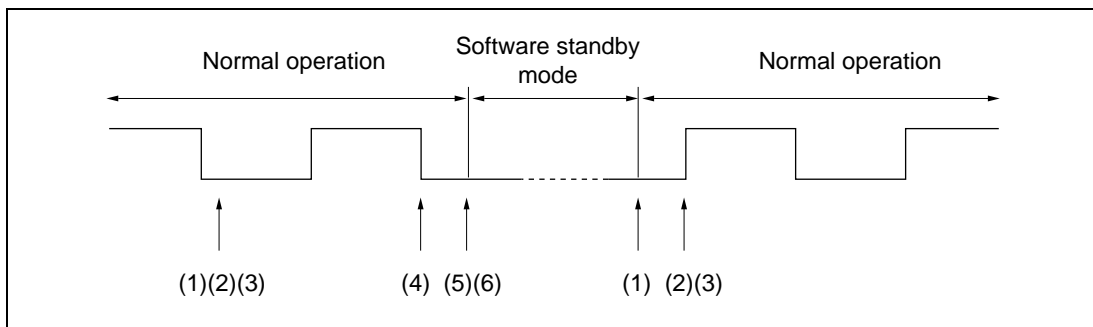 Normal operation
Software standby
mode
Normal operation
(1)(2)(3)
(4)
(5)(6)
(1)
(2)(3)